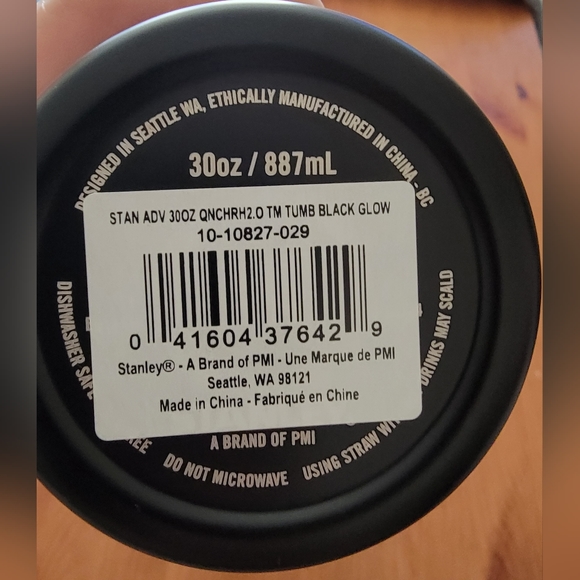 DESIGNED IN SEATTLE WA, ETHICALLY MANUFACTURED IN CHINA - BC
30oz / 887mL
STAN ADV 30OZ QNCHRH2.O TM TUMB BLACK GLOW
10-10827-029
0 41604 37642 9
Stanley® - A Brand of PMI - Une Marque de PMI
Seattle, WA 98121
Made in China - Fabriqué en Chine
DISHWASHER SAFE
A BRAND OF PMI
DO NOT MICROWAVE
USING STRAW
DRINKS MAY SCALD